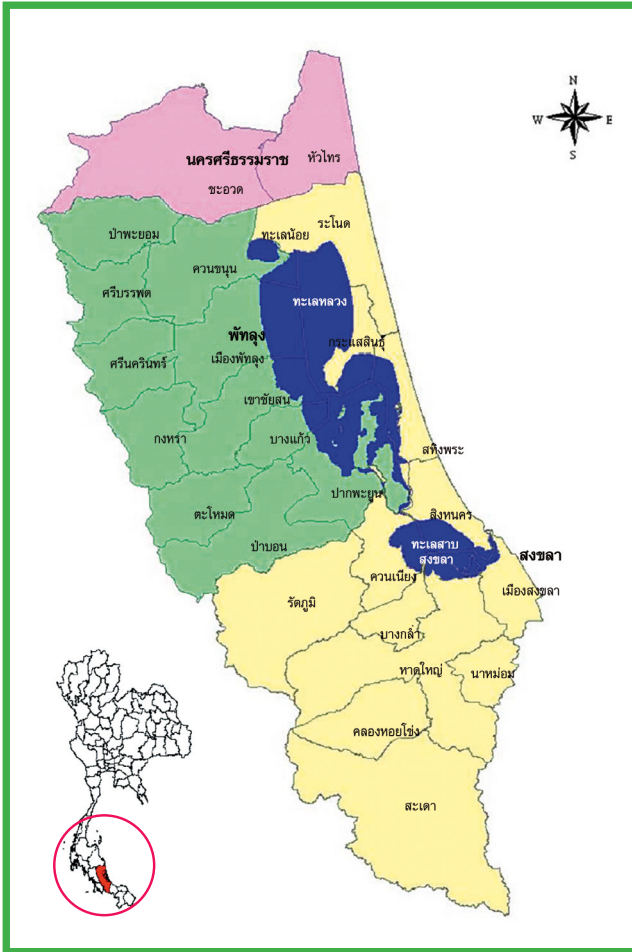 N
W E
S
นครศรีธรรมราช
หัวไทร
ชะอวด
ป่าพะยอม
ทะเลน้อย
ระโนด
ควนขนุน
ศรีบรรพต
ทะเลหลวง
พัทลุง
กระแสสินธุ์
ศรีนครินทร์
เมืองพัทลุง
เขาชัยสน
กงหรา
บางแก้ว
สทิงพระ
ปากพะยูน
ตะโหมด
สิงหนคร
ป่าบอน
ทะเลสาบ
สงขลา
สงขลา
ควนเนียง
เมืองสงขลา
รัตภูมิ
บางกล่ำ
หาดใหญ่
นาหม่อม
คลองหอยโข่ง
สะเดา